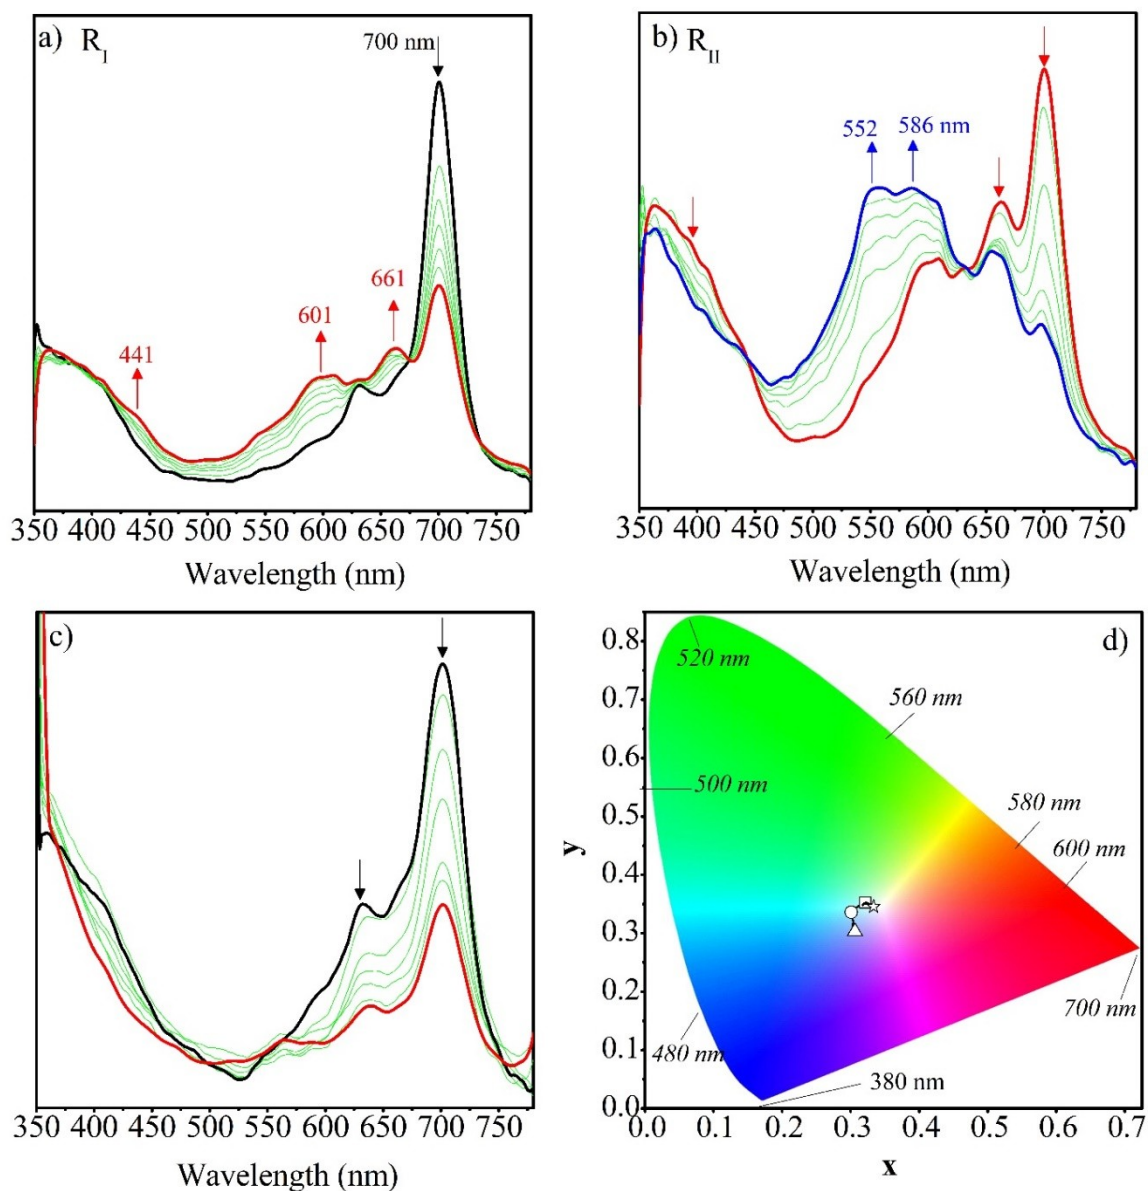 a) R_I
700 nm
441
601
661
350 400 450 500 550 600 650 700 750
Wavelength (nm)
b) R_II
552
586 nm
350 400 450 500 550 600 650 700 750
Wavelength (nm)
c)
350 400 450 500 550 600 650 700 750
Wavelength (nm)
d)
0.8
0.7
0.6
0.5
0.4
0.3
0.2
0.1
0.0
y
520 nm
560 nm
500 nm
580 nm
600 nm
700 nm
480 nm
380 nm
0.0 0.1 0.2 0.3 0.4 0.5 0.6 0.7
x